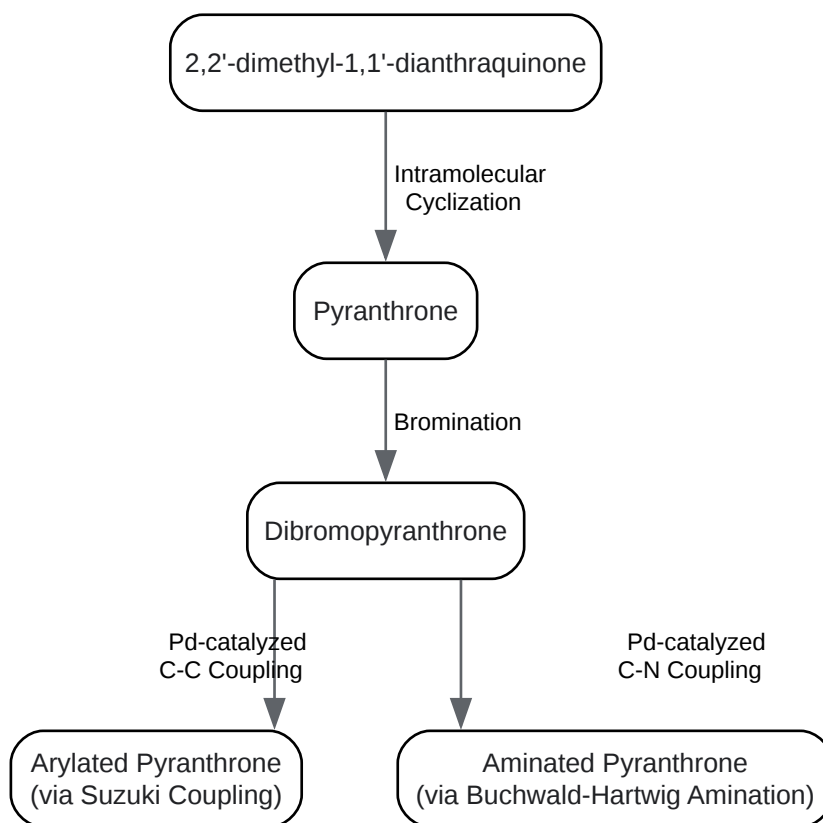 2,2'-dimethyl-1,1'-dianthraquinone
Intramolecular
Cyclization
Pyranthrone
Bromination
Dibromopyranthrone
Pd-catalyzed
C-C Coupling
Pd-catalyzed
C-N Coupling
Arylated Pyranthrone
(via Suzuki Coupling)
Aminated Pyranthrone
(via Buchwald-Hartwig Amination)